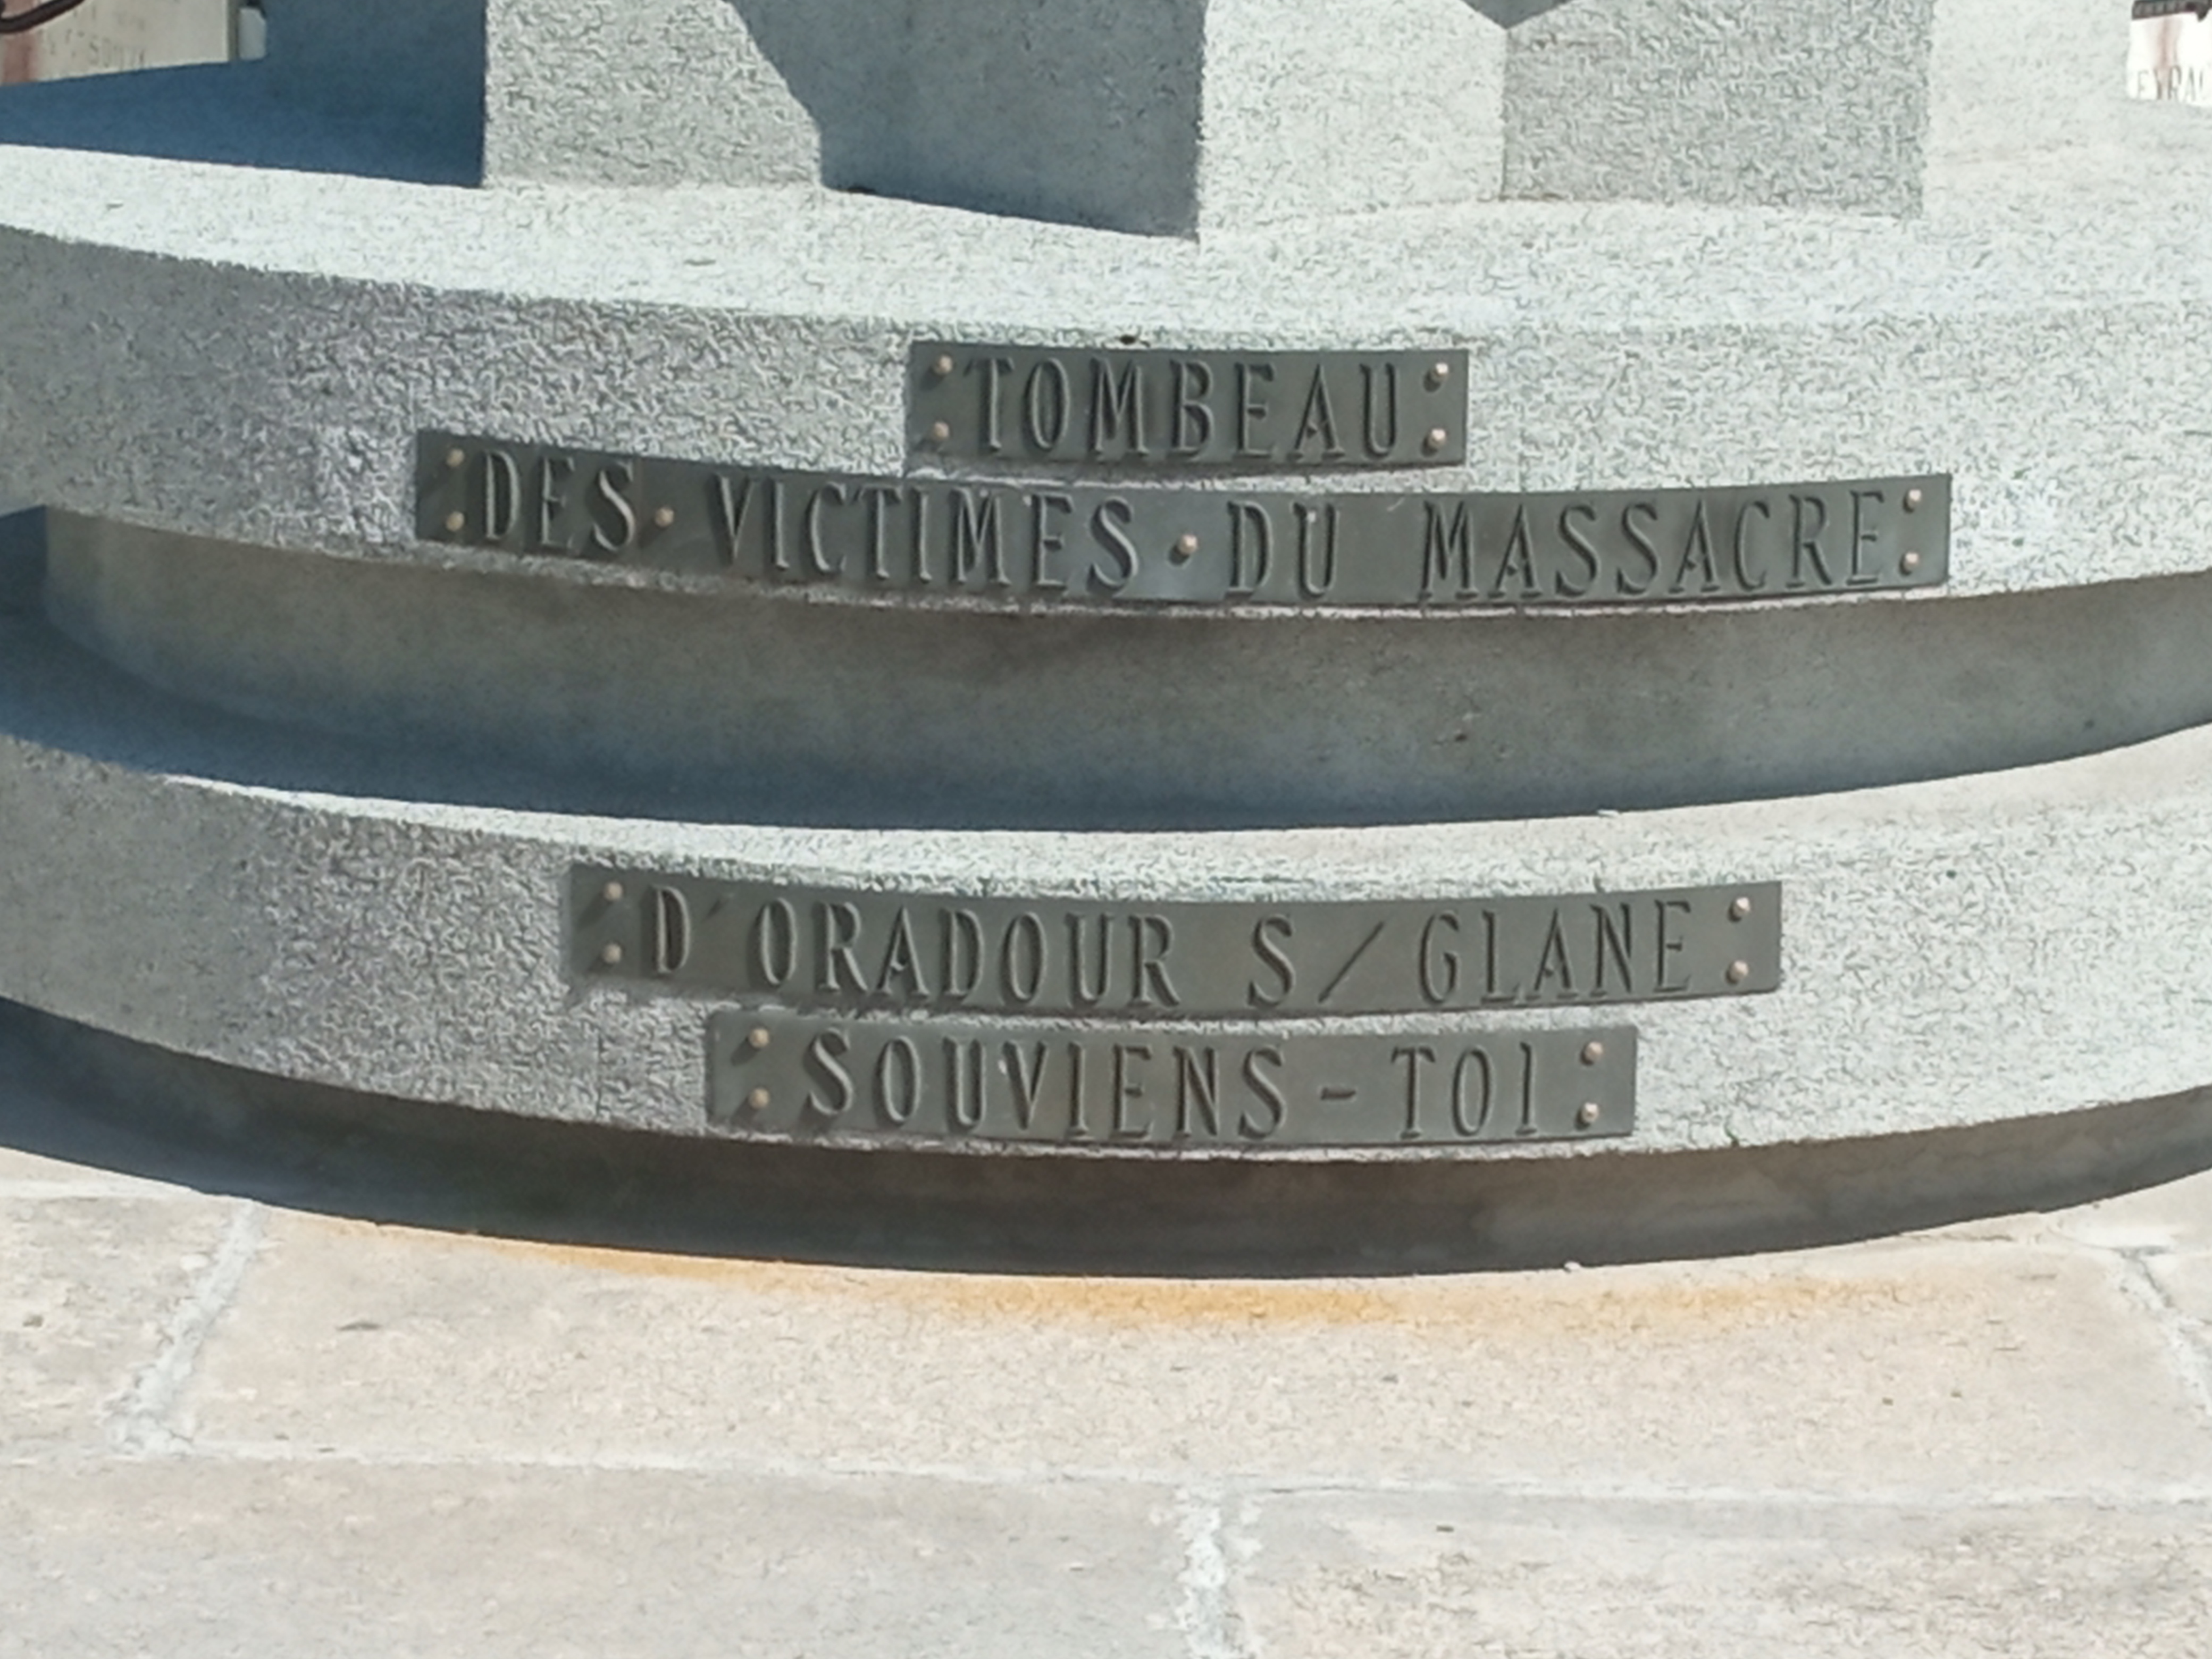 TOMBEAU
DES VICTIMES DU MASSACRE
D'ORADOUR S/GLANE
SOUVIENS-TOI